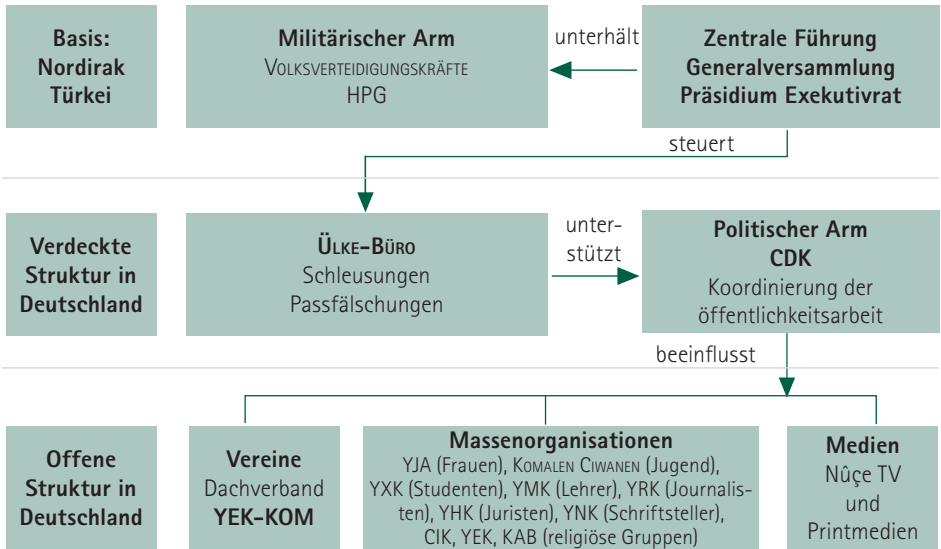 Basis:
Nordirak
Türkei
Militärischer Arm
VOLKSVERTEIDIGUNGSKRÄFTE
HPG
unterhält
Zentrale Führung
Generalversammlung
Präsidium Exekutivrat
steuert
Verdeckte
Struktur in
Deutschland
ÜLKE-BÜRO
Schleusungen
Passfälschungen
unter-
stützt
Politischer Arm
CDK
Koordinierung der
öffentlichkeitsarbeit
beeinflusst
Offene
Struktur in
Deutschland
Vereine
Dachverband
YEK-KOM
Massenorganisationen
YJA (Frauen), KOMALEN CIWANEN (Jugend),
YXK (Studenten), YMK (Lehrer), YRK (Journalis-
ten), YHK (Juristen), YNK (Schriftsteller),
CIK, YEK, KAB (religiöse Gruppen)
Medien
Nûçe TV
und
Printmedien